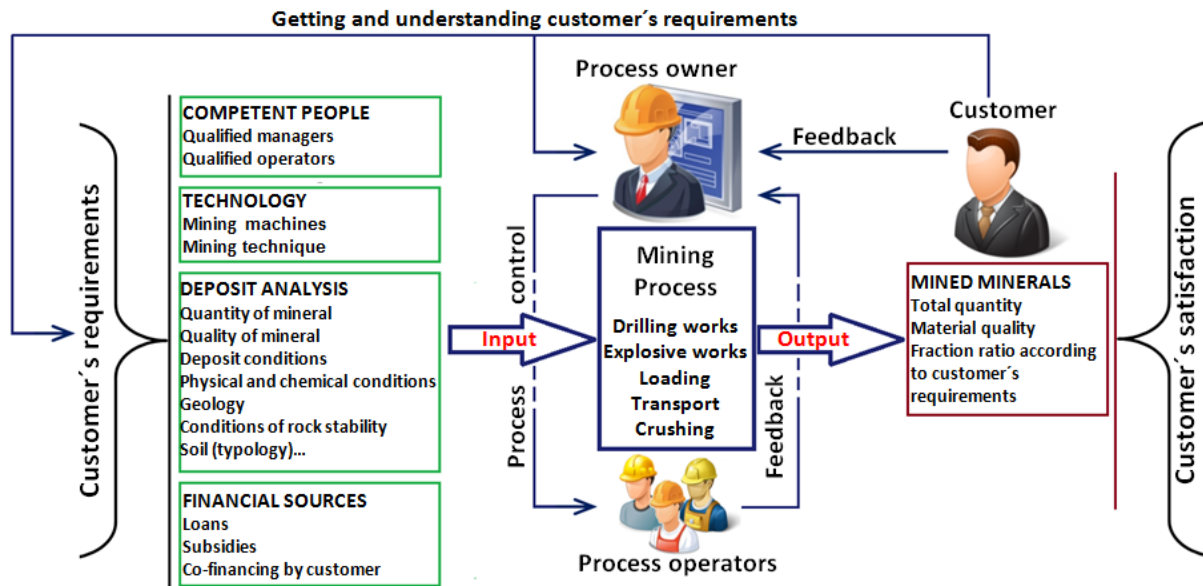 Getting and understanding customer´s requirements
Process owner
Customer
Feedback
Customer´s requirements
COMPETENT PEOPLE
Qualified managers
Qualified operators
TECHNOLOGY
Mining machines
Mining technique
DEPOSIT ANALYSIS
Quantity of mineral
Quality of mineral
Deposit conditions
Physical and chemical conditions
Geology
Conditions of rock stability
Soil (typology)...
FINANCIAL SOURCES
Loans
Subsidies
Co-financing by customer
Input
Process control
Mining
Process
Drilling works
Explosive works
Loading
Transport
Crushing
Feedback
Process operators
Output
MINED MINERALS
Total quantity
Material quality
Fraction ratio according
to customer´s
requirements
Customer´s satisfaction